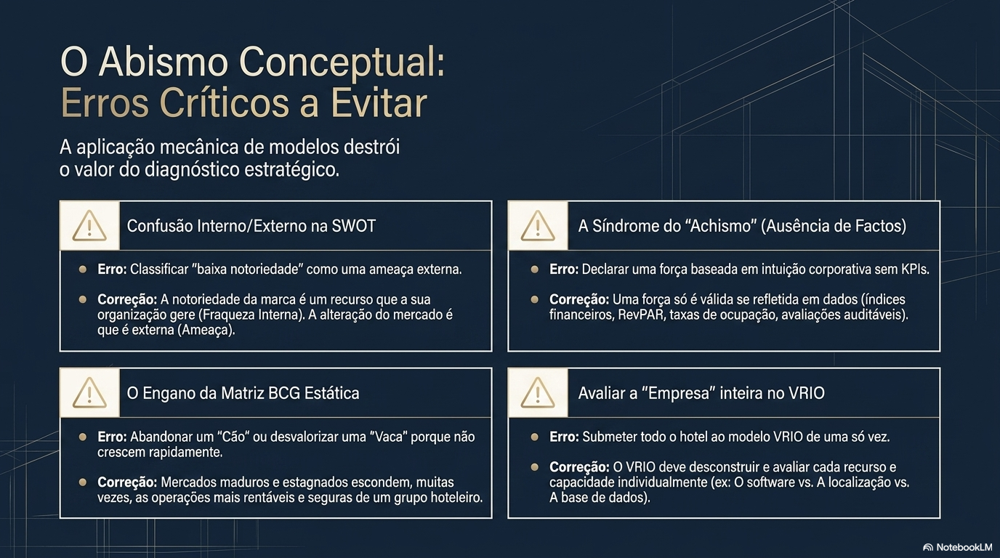 O Abismo Conceptual:
Erros Críticos a Evitar
A aplicação mecânica de modelos destrói
o valor do diagnóstico estratégico.
Confusão Interno/Externo na SWOT
Erro: Classificar "baixa notoriedade" como uma ameaça externa.
Correção: A notoriedade da marca é um recurso que a sua
organização gere (Fraqueza Interna). A alteração do mercado é
que é externa (Ameaça).
A Síndrome do "Achismo" (Ausência de Factos)
Erro: Declarar uma força baseada em intuição corporativa sem KPIs.
Correção: Uma força só é válida se refletida em dados (índices
financeiros, RevPAR, taxas de ocupação, avaliações auditáveis).
O Engano da Matriz BCG Estática
Erro: Abandonar um "Cão" ou desvalorizar uma "Vaca" porque não
crescem rapidamente.
Correção: Mercados maduros e estagnados escondem, muitas
vezes, as operações mais rentáveis e seguras de um grupo hoteleiro.
Avaliar a "Empresa" inteira no VRIO
Erro: Submeter todo o hotel ao modelo VRIO de uma só vez.
Correção: O VRIO deve desconstruir e avaliar cada recurso e
capacidade individualmente (ex: O software vs. A localização vs.
A base de dados).
NotebookLM